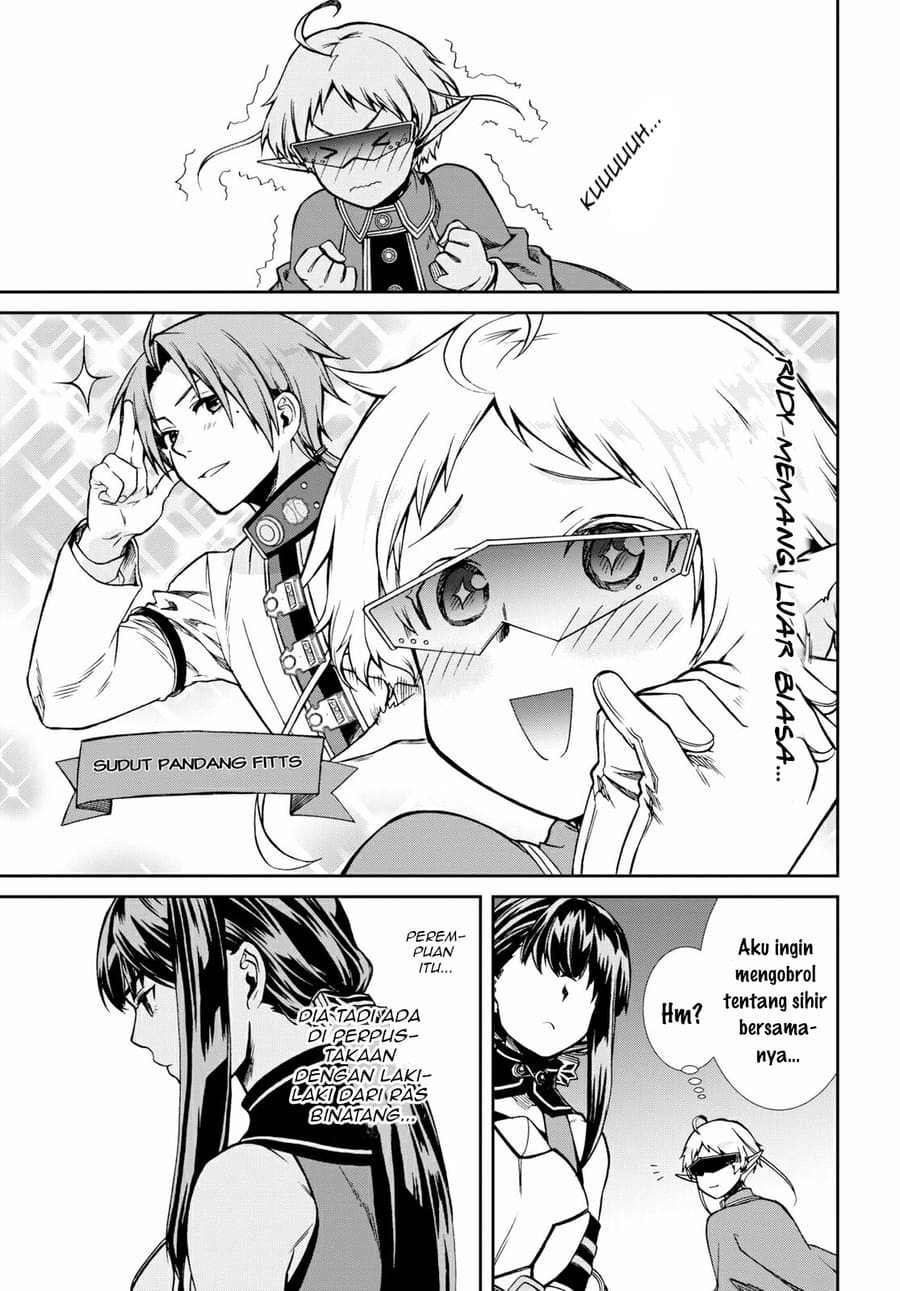 KUUUUUH...
RUDY MEMANG LUAR BIASA...
SUDUT PANDANG FITTS
Aku ingin
mengobrol
tentang sihir
bersama-
nya...
Hm?
PEREM-
PUAN
ITU...
DIA TADI ADA
DI PERPUS-
TAKAAN
DENGAN LAKI-
LAKI DARI RAS
BINATANG...